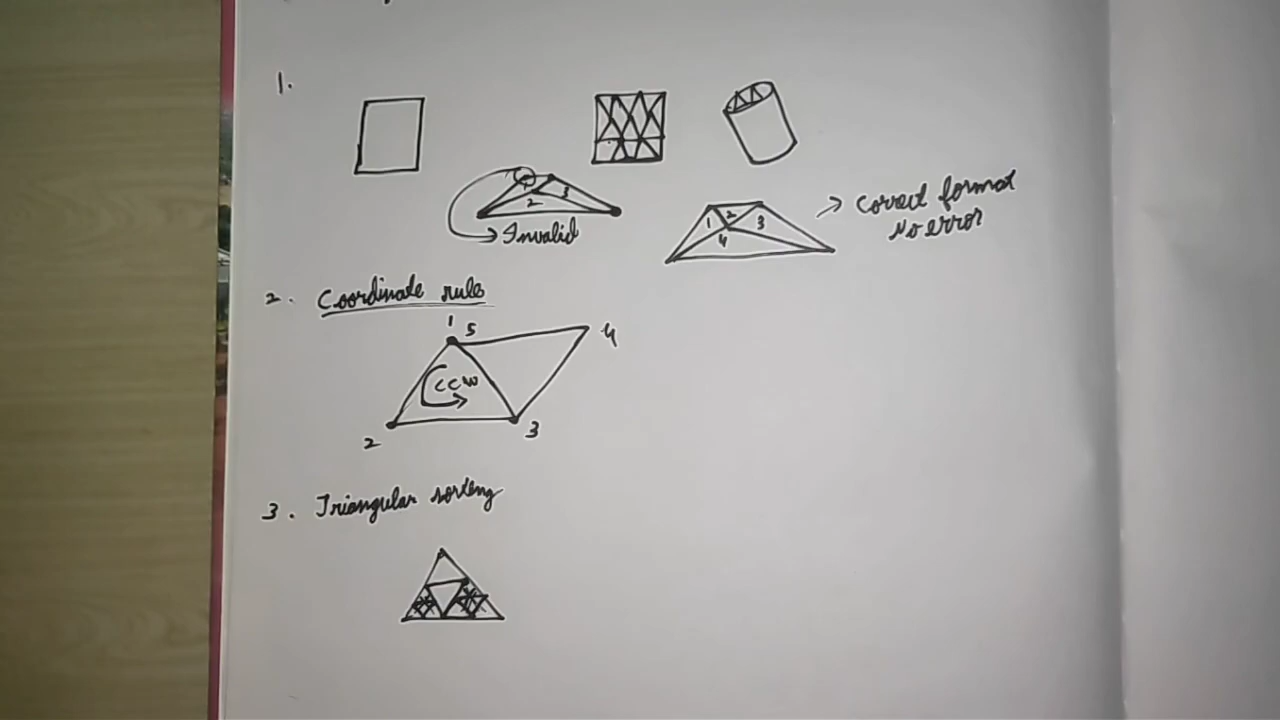 1.
1 2 3
Invalid
1 2 3
4
Correct format
No error
2. Coordinate rule
1 5
4
CCW
2
3
3. Triangular sorting